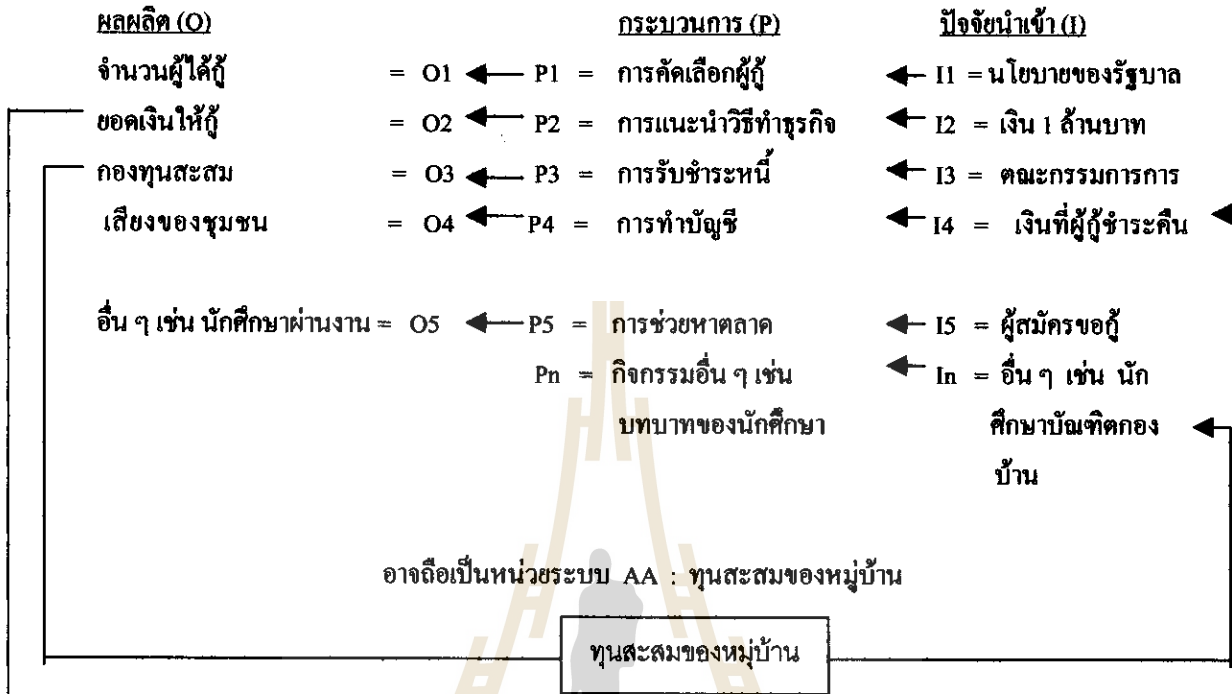 ผลผลิต (O) กระบวนการ (P) ปัจจัยนำเข้า (I)
จำนวนผู้ได้กู้ = O1 P1 = การคัดเลือกผู้กู้ I1 = นโยบายของรัฐบาล
ยอดเงินให้กู้ = O2 P2 = การแนะนำวิธีทำธุรกิจ I2 = เงิน 1 ล้านบาท
กองทุนสะสม = O3 P3 = การรับชำระหนี้ I3 = คณะกรรมการการ
เสียงของชุมชน = O4 P4 = การทำบัญชี I4 = เงินที่ผู้กู้ชำระคืน
อื่น ๆ เช่น นักศึกษาผ่านงาน = O5 P5 = การช่วยหาตลาด I5 = ผู้สมัครขอกู้
Pn = กิจกรรมอื่น ๆ เช่น In = อื่น ๆ เช่น นัก
บทบาทของนักศึกษา ศึกษาบัณฑิตกอง
บ้าน
อาจถือเป็นหน่วยระบบ AA : ทุนสะสมของหมู่บ้าน
ทุนสะสมของหมู่บ้าน